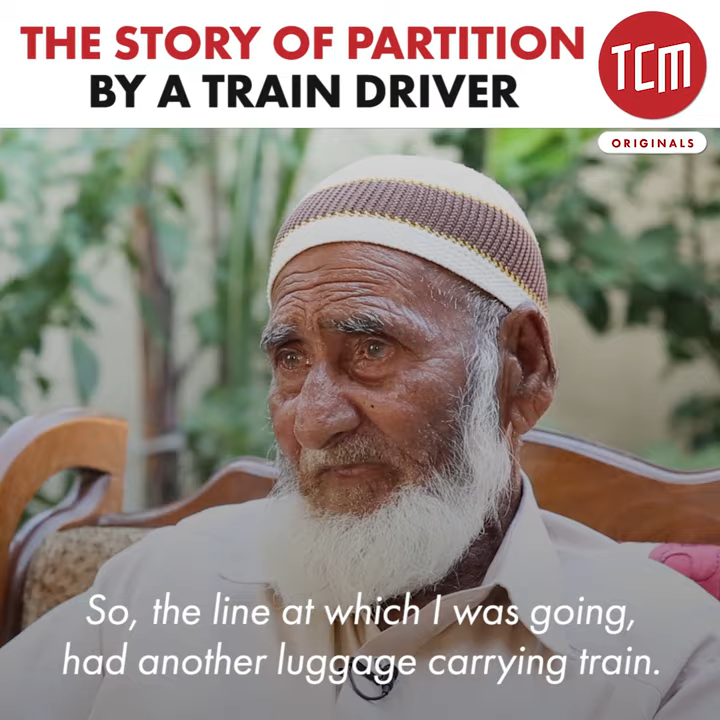 THE STORY OF PARTITION
BY A TRAIN DRIVER
TCM
ORIGINALS
So, the line at which I was going,
had another luggage carrying train.